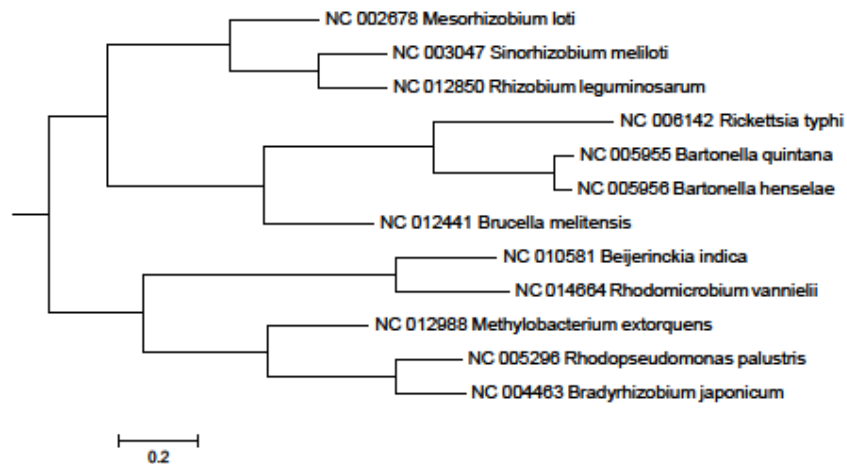 NC 002678 Mesorhizobium loti
NC 003047 Sinorhizobium meliloti
NC 012850 Rhizobium leguminosarum
NC 006142 Rickettsia typhi
NC 005955 Bartonella quintana
NC 005956 Bartonella henselae
NC 012441 Brucella melitensis
NC 010581 Beijerinckia indica
NC 014664 Rhodomicrobium vannielii
NC 012988 Methylobacterium extorquens
NC 005296 Rhodopseudomonas palustris
NC 004463 Bradyrhizobium japonicum
0.2